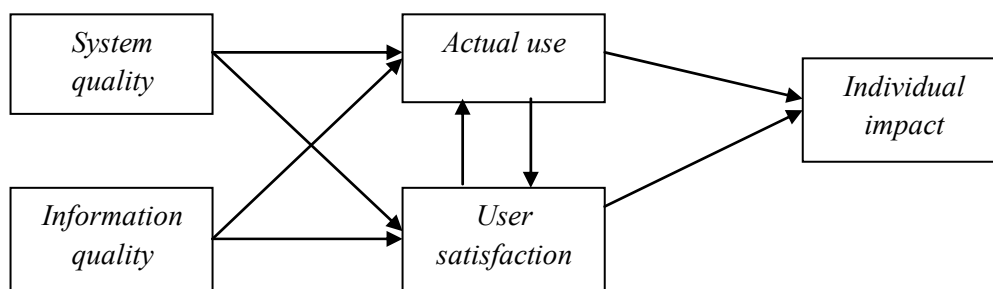 System
quality
Actual use
Individual
impact
Information
quality
User
satisfaction